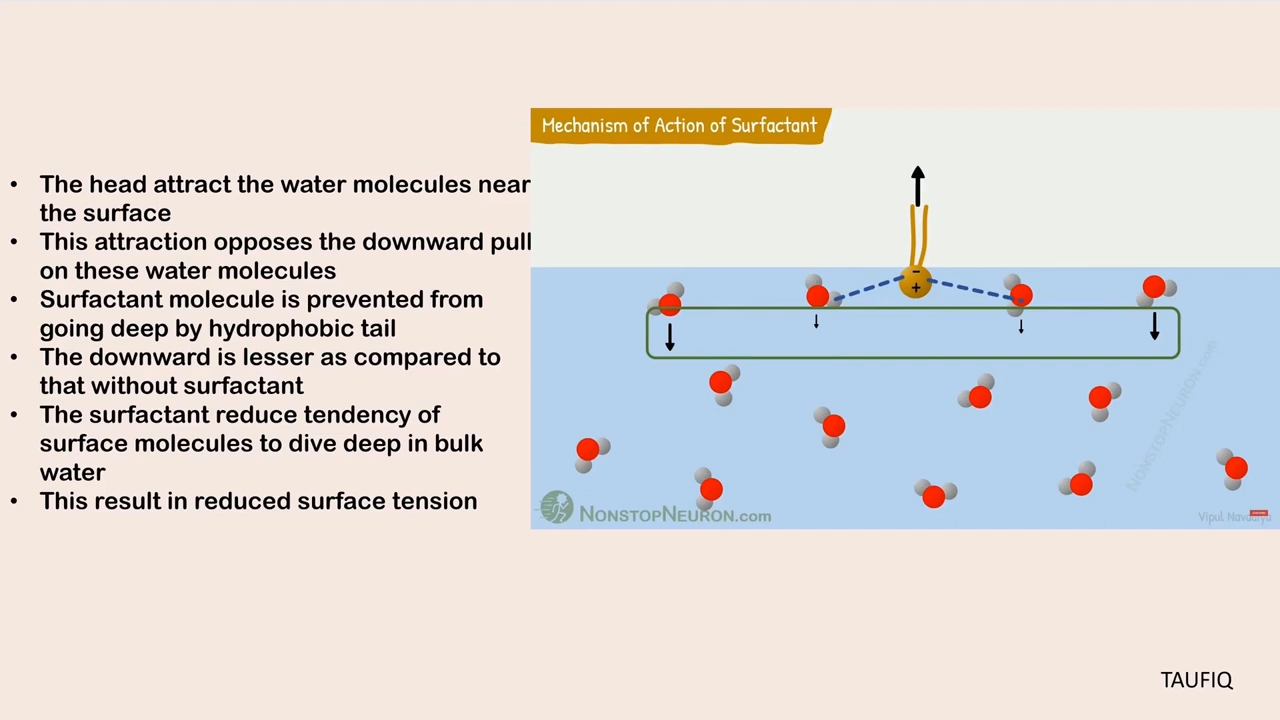 Mechanism of Action of Surfactant
• The head attract the water molecules near
the surface
• This attraction opposes the downward pull
on these water molecules
• Surfactant molecule is prevented from
going deep by hydrophobic tail
• The downward is lesser as compared to
that without surfactant
• The surfactant reduce tendency of
surface molecules to dive deep in bulk
water
• This result in reduced surface tension
-
+
NONSTOPNEURON.com
NONSTOPNEURON.com
Vipul Navadiya
TAUFIQ